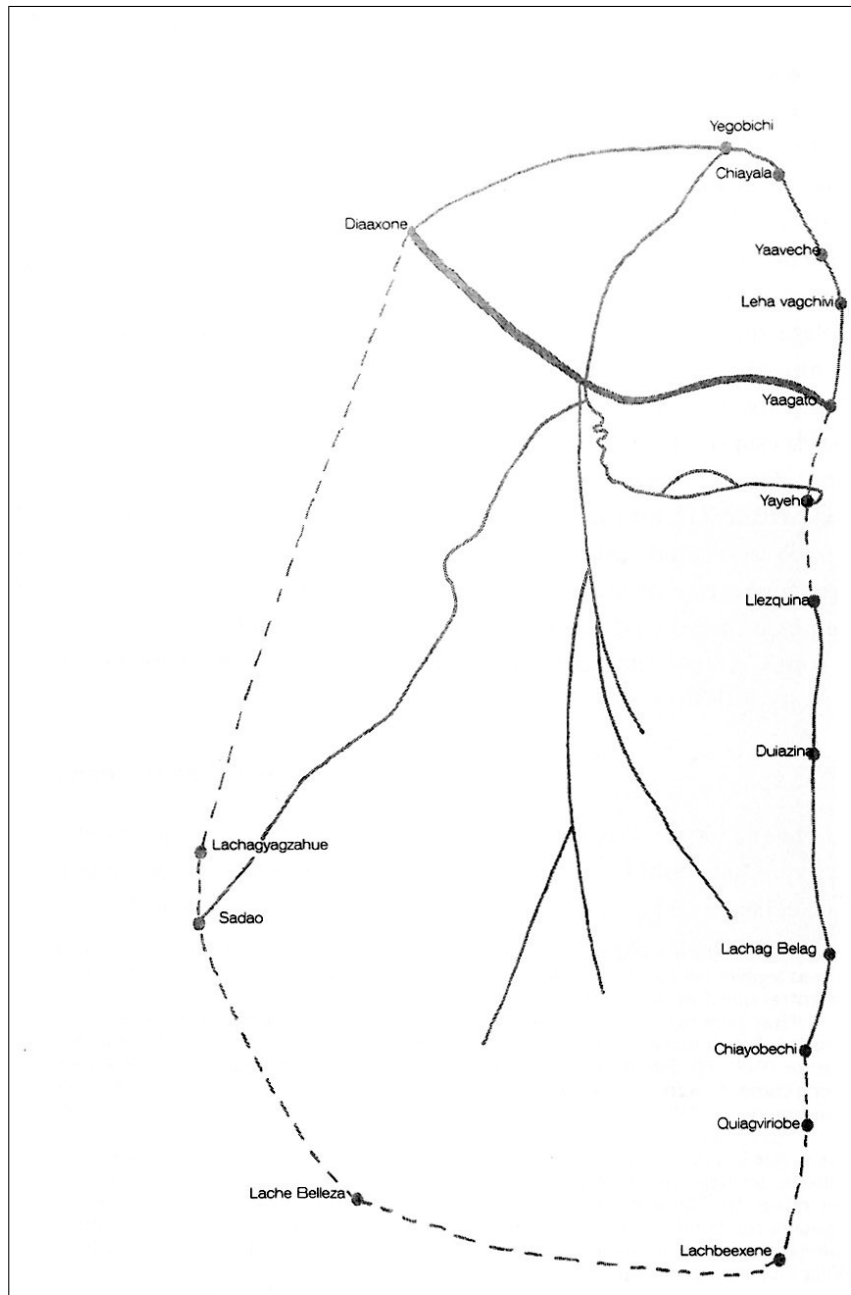 Yegobichi
Chiayala
Diaaxone
Yaaveche
Leha vagchivi
Yaagato
Yayeh
Llezquina
Duiazina
Lachagyagzahue
Sadao
Lachag Belag
Chiayobechi
Quiagviriobe
Lache Belleza
Lachbeexene